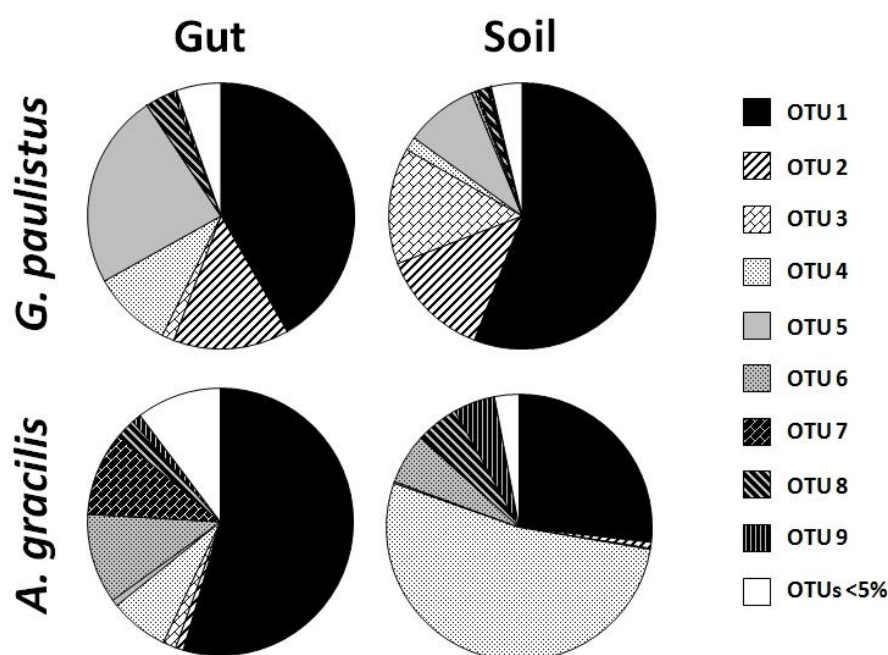 Gut
Soil
G. paulistus
A. gracilis
OTU 1
OTU 2
OTU 3
OTU 4
OTU 5
OTU 6
OTU 7
OTU 8
OTU 9
OTUs <5%